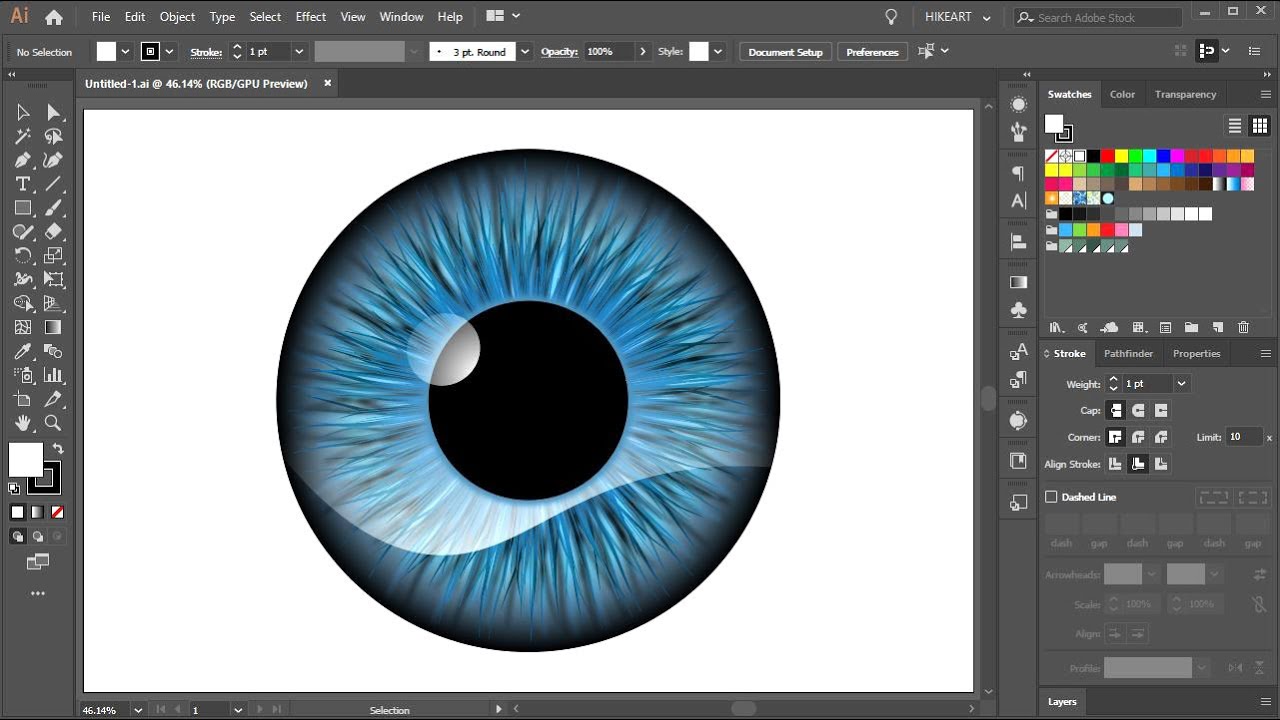 Ai File Edit Object Type Select Effect View Window Help HIKEART Search Adobe Stock
No Selection Stroke: 1 pt 3 pt. Round Opacity: 100% Style: Document Setup Preferences
Untitled-1.ai @ 46.14% (RGB/GPU Preview) ×
Swatches Color Transparency
Stroke Pathfinder Properties
Weight: 1 pt
Cap:
Corner: Limit: 10 x
Align Stroke:
Dashed Line
dash gap dash gap dash gap
Arrowheads:
Scale: 100% 100%
Align:
Profile:
Layers
46.14% 1 Selection